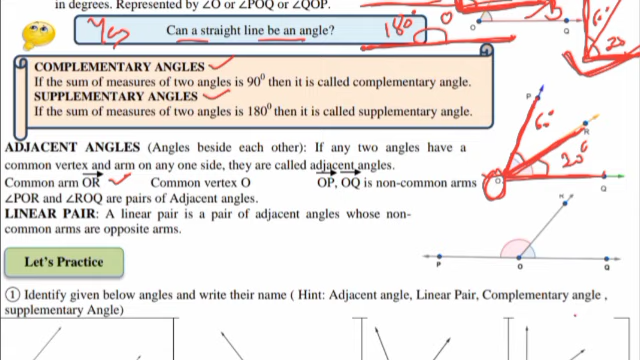 in degrees. Represented by ∠O or ∠POQ or ∠QOP.
Yes
Can a straight line be an angle?
180°
COMPLEMENTARY ANGLES
If the sum of measures of two angles is 90⁰ then it is called complementary angle.
SUPPLEMENTARY ANGLES
If the sum of measures of two angles is 180⁰ then it is called supplementary angle.
ADJACENT ANGLES (Angles beside each other): If any two angles have a
common vertex and arm on any one side, they are called adjacent angles.
Common arm OR Common vertex O OP, OQ is non-common arms
∠POR and ∠ROQ are pairs of Adjacent angles.
LINEAR PAIR: A linear pair is a pair of adjacent angles whose non-
common arms are opposite arms.
Let's Practice
① Identify given below angles and write their name ( Hint: Adjacent angle, Linear Pair, Complementary angle ,
supplementary Angle)
O
Q
P
R
20°
O
Q
P
O
Q